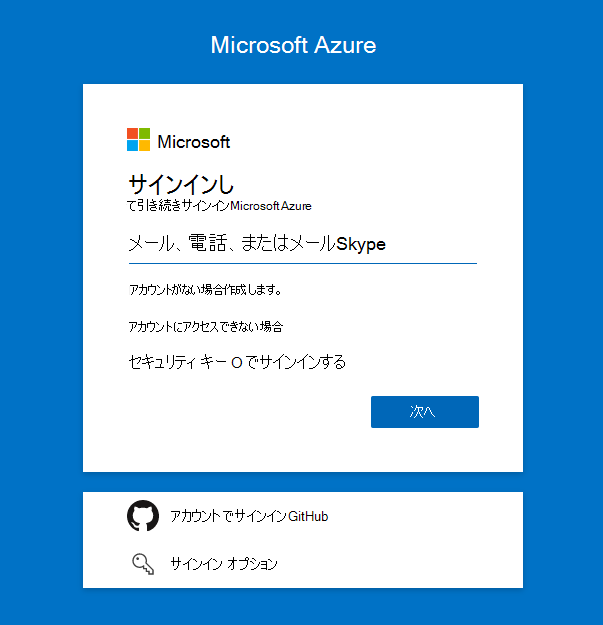 Microsoft Azure
Microsoft
サインインし
て引き続きサインインMicrosoft Azure
メール、電話、またはメールSkype
アカウントがない場合作成します。
アカウントにアクセスできない場合
セキュリティ キー O でサインインする
次へ
アカウントでサインインGitHub
サインイン オプション